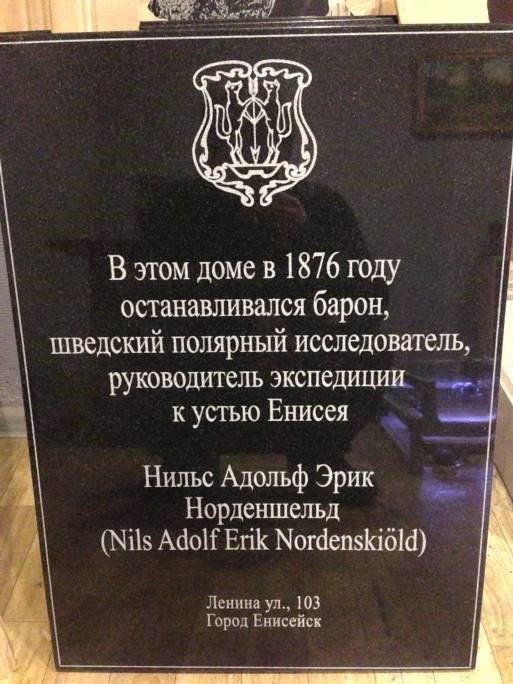 В этом доме в 1876 году
останавливался барон,
шведский полярный исследователь,
руководитель экспедиции
к устью Енисея
Нильс Адольф Эрик
Норденшельд
(Nils Adolf Erik Nordenskiöld)
Ленина ул., 103
Город Енисейск